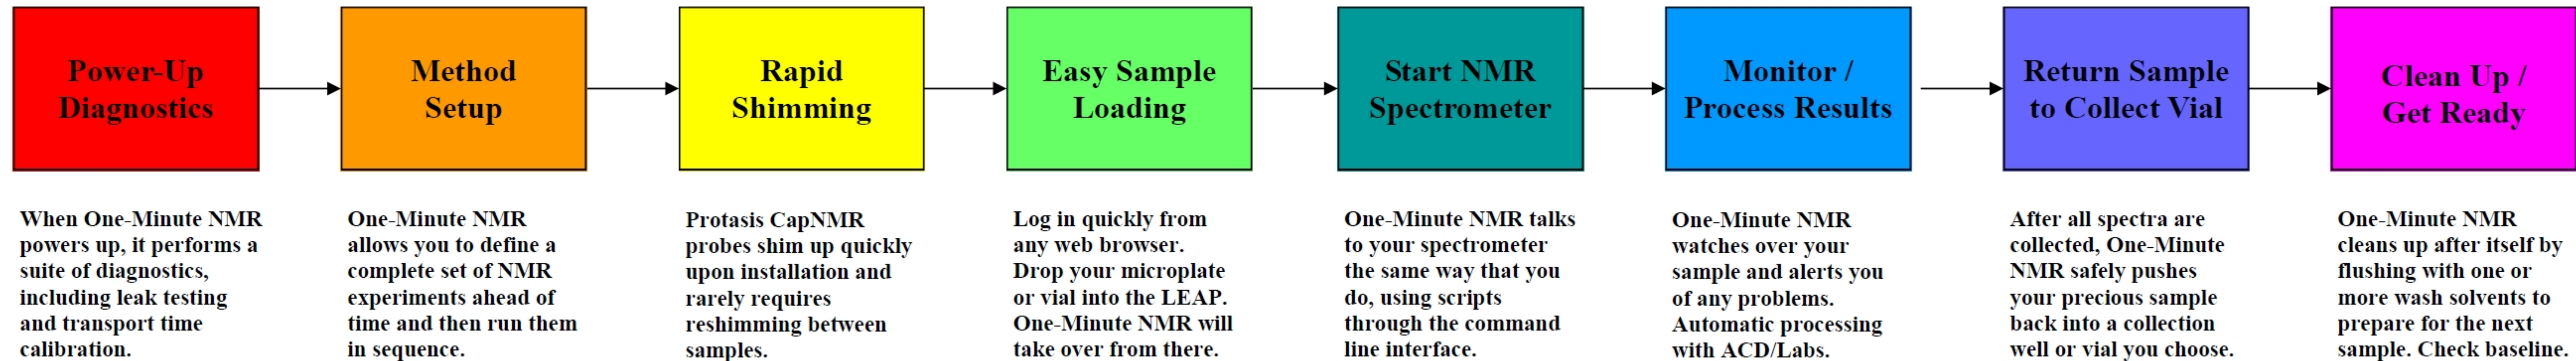 Power-Up
Diagnostics
Method
Setup
Rapid
Shimming
Easy Sample
Loading
Start NMR
Spectrometer
Monitor /
Process Results
Return Sample
to Collect Vial
Clean Up /
Get Ready
When One-Minute NMR
powers up, it performs a
suite of diagnostics,
including leak testing
and transport time
calibration.
One-Minute NMR
allows you to define a
complete set of NMR
experiments ahead of
time and then run them
in sequence.
Protasis CapNMR
probes shim up quickly
upon installation and
rarely requires
reshimming between
samples.
Log in quickly from
any web browser.
Drop your microplate
or vial into the LEAP.
One-Minute NMR will
take over from there.
One-Minute NMR talks
to your spectrometer
the same way that you
do, using scripts
through the command
line interface.
One-Minute NMR
watches over your
sample and alerts you
of any problems.
Automatic processing
with ACD/Labs.
After all spectra are
collected, One-Minute
NMR safely pushes
your precious sample
back into a collection
well or vial you choose.
One-Minute NMR
cleans up after itself by
flushing with one or
more wash solvents to
prepare for the next
sample. Check baseline.